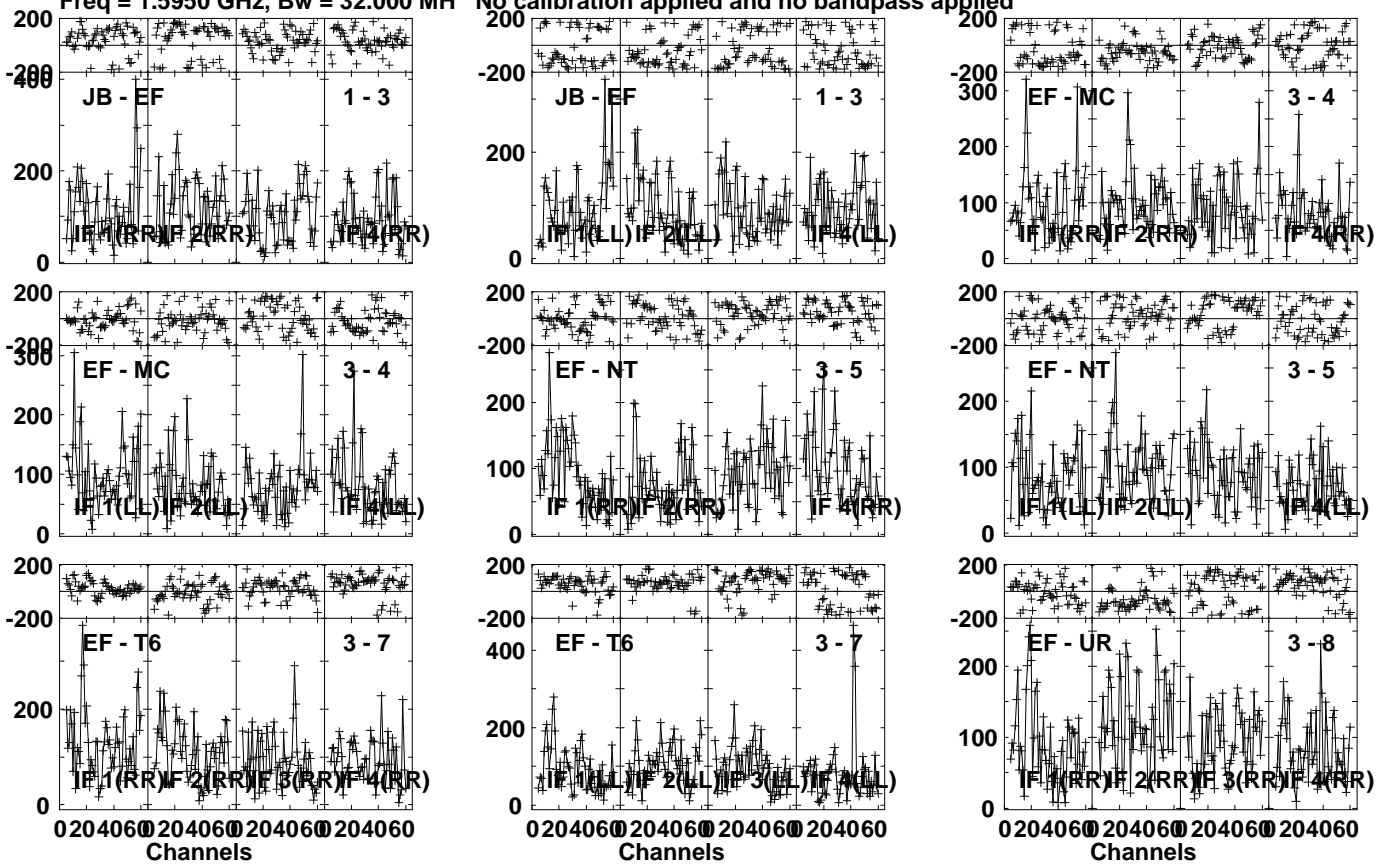 Freq = 1.5950 GHz, Bw = 32.000 MH No calibration applied and no bandpass applied
200
-200
400
200
0
JB - EF 1 - 3
IF 1(RR) IF 2(RR) IF 4(RR)
200
-200
200
0
JB - EF 1 - 3
IF 1(LL) IF 2(LL) IF 4(LL)
200
-200
300
200
100
0
EF - MC 3 - 4
IF 1(RR) IF 2(RR) IF 4(RR)
200
-200
300
200
100
0
EF - MC 3 - 4
IF 1(LL) IF 2(LL) IF 4(LL)
200
-200
200
100
0
EF - NT 3 - 5
IF 1(RR) IF 2(RR) IF 4(RR)
200
-200
200
100
0
EF - NT 3 - 5
IF 1(LL) IF 2(LL) IF 4(LL)
200
-200
200
0
EF - T6 3 - 7
IF 1(RR) IF 2(RR) IF 3(RR) IF 4(RR)
0 20 40 60 0 20 40 60 0 20 40 60 0 20 40 60
Channels
200
-200
400
200
0
EF - T6 3 - 7
IF 1(LL) IF 2(LL) IF 3(LL) IF 4(LL)
0 20 40 60 0 20 40 60 0 20 40 60 0 20 40 60
Channels
200
-200
200
100
0
EF - UR 3 - 8
IF 1(RR) IF 2(RR) IF 3(RR) IF 4(RR)
0 20 40 60 0 20 40 60 0 20 40 60 0 20 40 60
Channels